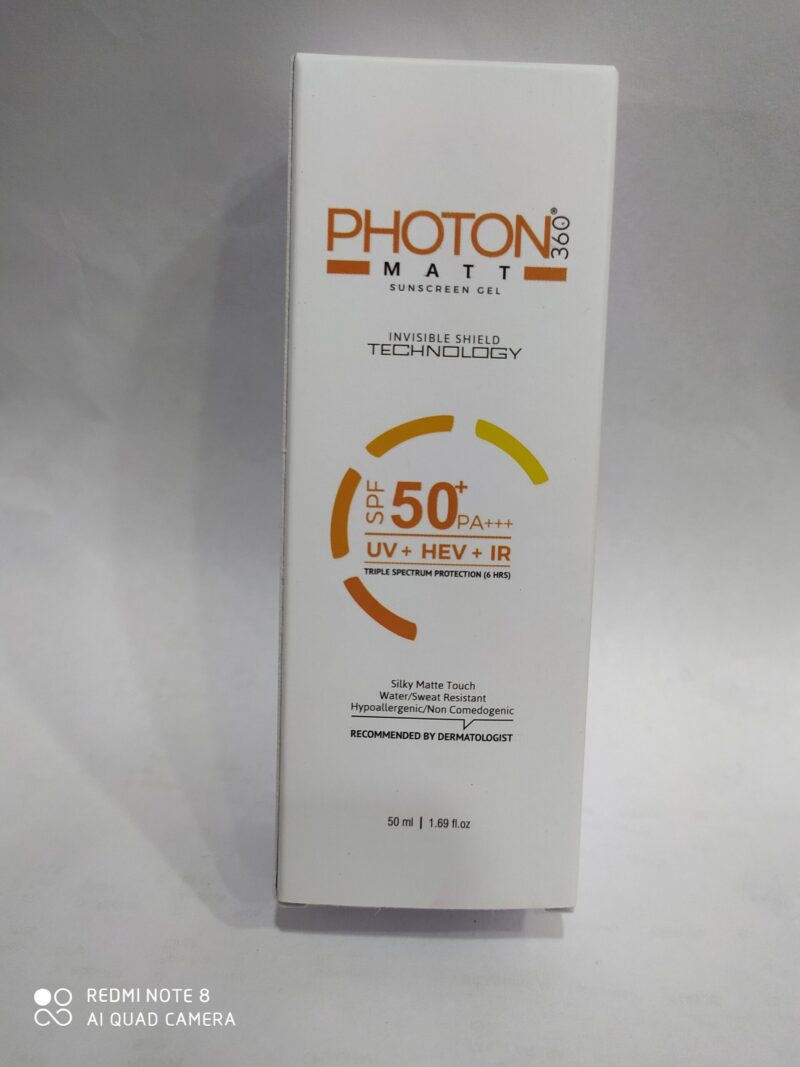 PHOTON 360®
MATT
SUNSCREEN GEL
INVISIBLE SHIELD
TECHNOLOGY
SPF 50+ PA+++
UV + HEV + IR
TRIPLE SPECTRUM PROTECTION (6 HRS)
Silky Matte Touch
Water/Sweat Resistant
Hypoallergenic/Non Comedogenic
RECOMMENDED BY DERMATOLOGIST
50 ml | 1.69 fl.oz
REDMI NOTE 8
AI QUAD CAMERA